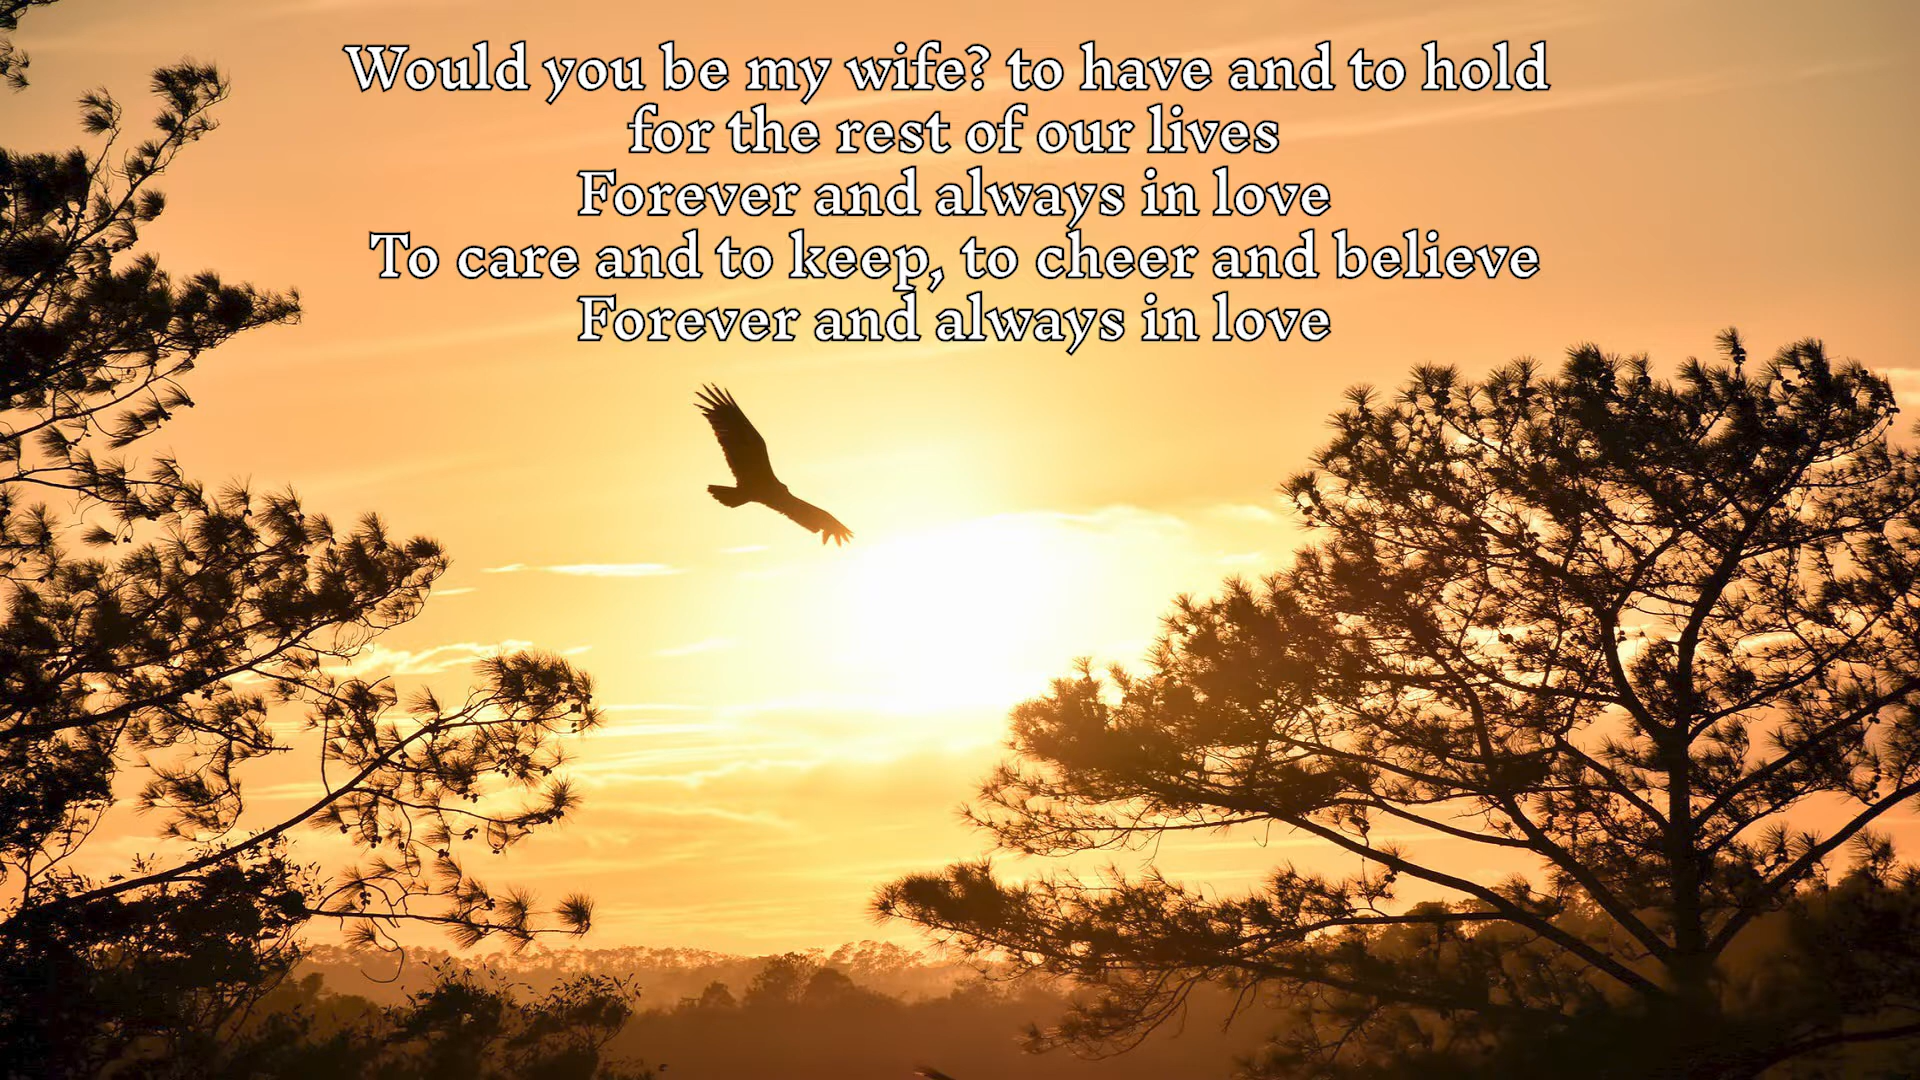 Would you be my wife? to have and to hold
for the rest of our lives
Forever and always in love
To care and to keep, to cheer and believe
Forever and always in love